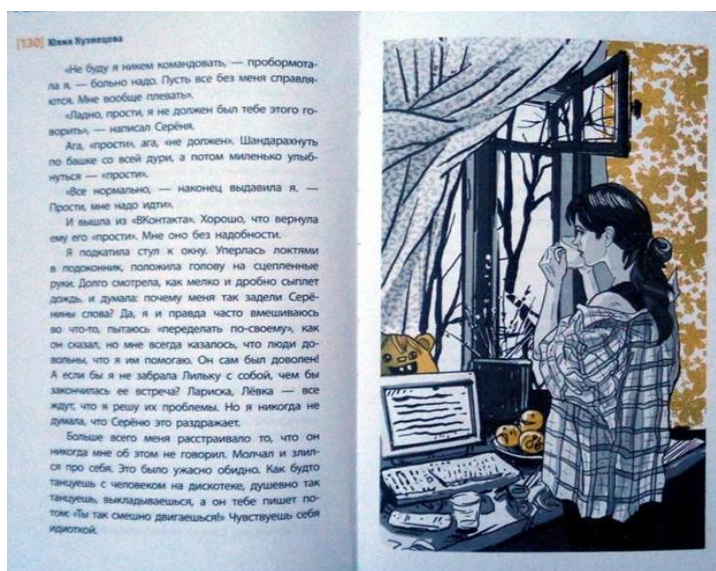 [130] Юлия Кузнецова
«Не буду я никем командовать, — пробормота-
ла я, — больно надо. Пусть все без меня справля-
ются. Мне вообще плевать».
«Ладно, прости, я не должен был тебе этого го-
ворить», — написал Серёня.
Ага, «прости», ага, «не должен». Шандарахнуть
по башке со всей дури, а потом миленько улыб-
нуться — «прости».
«Все нормально, — наконец выдавила я, —
Прости, мне надо идти».
И вышла из «ВКонтакта». Хорошо, что вернула
ему его «прости». Мне оно без надобности.
Я подкатила стул к окну. Уперлась локтями
в подоконник, положила голову на сцепленные
руки. Долго смотрела, как мелко и дробно сыплет
дождь, и думала: почему меня так задели Серё-
нины слова? Да, я и правда часто вмешиваюсь
во что-то, пытаюсь «переделать по-своему», как
он сказал, но мне всегда казалось, что люди до-
вольны, что я им помогаю. Он сам был доволен!
А если бы я не забрала Лильку с собой, чем бы
закончилась ее встреча? Лариска, Лёвка — все
ждут, что я решу их проблемы. Но я никогда не
думала, что Серёню это раздражает.
Больше всего меня расстраивало то, что он
никогда мне об этом не говорил. Молчал и злил-
ся про себя. Это было ужасно обидно. Как будто
танцуешь с человеком на дискотеке, душевно так
танцуешь, выкладываешься, а он тебе пишет по-
том: «Ты так смешно двигаешься!» Чувствуешь себя
идиоткой.